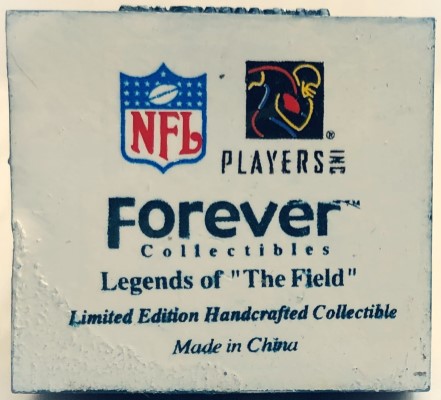 NFL
PLAYERS INC
®
Forever™
Collectibles
Legends of "The Field"
Limited Edition Handcrafted Collectible
Made in China